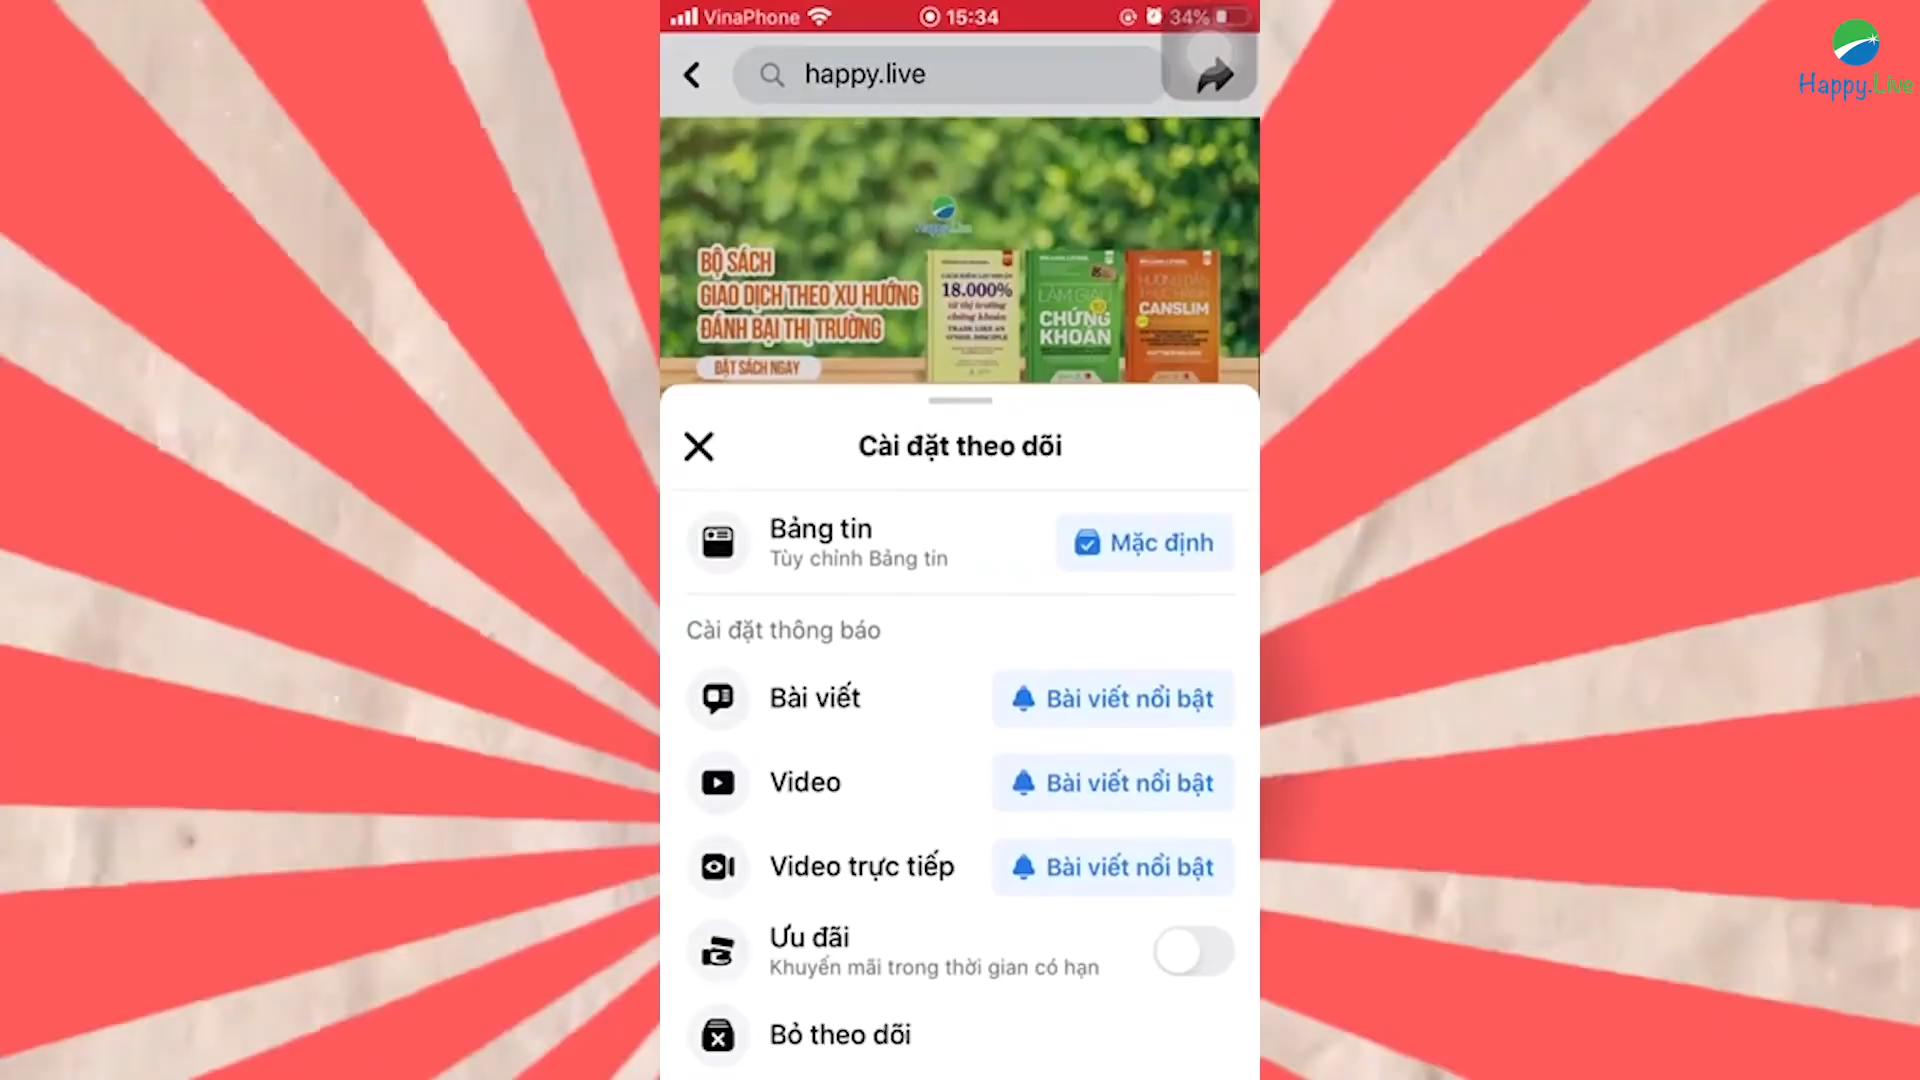 VinaPhone 15:34 34%
happy.live
Happy.Live
BỘ SÁCH
GIAO DỊCH THEO XU HƯỚNG
ĐÁNH BẠI THỊ TRƯỜNG
ĐẶT SÁCH NGAY
18.000%
LÀM GIÀU
CHỨNG
KHOÁN
CANSLIM
Cài đặt theo dõi
Bảng tin
Tùy chỉnh Bảng tin
Mặc định
Cài đặt thông báo
Bài viết
Bài viết nổi bật
Video
Bài viết nổi bật
Video trực tiếp
Bài viết nổi bật
Ưu đãi
Khuyến mãi trong thời gian có hạn
Bỏ theo dõi